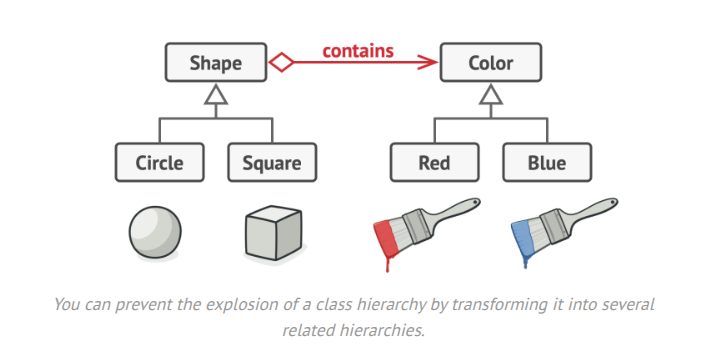 contains
Shape
Color
Circle
Square
Red
Blue
You can prevent the explosion of a class hierarchy by transforming it into several
related hierarchies.